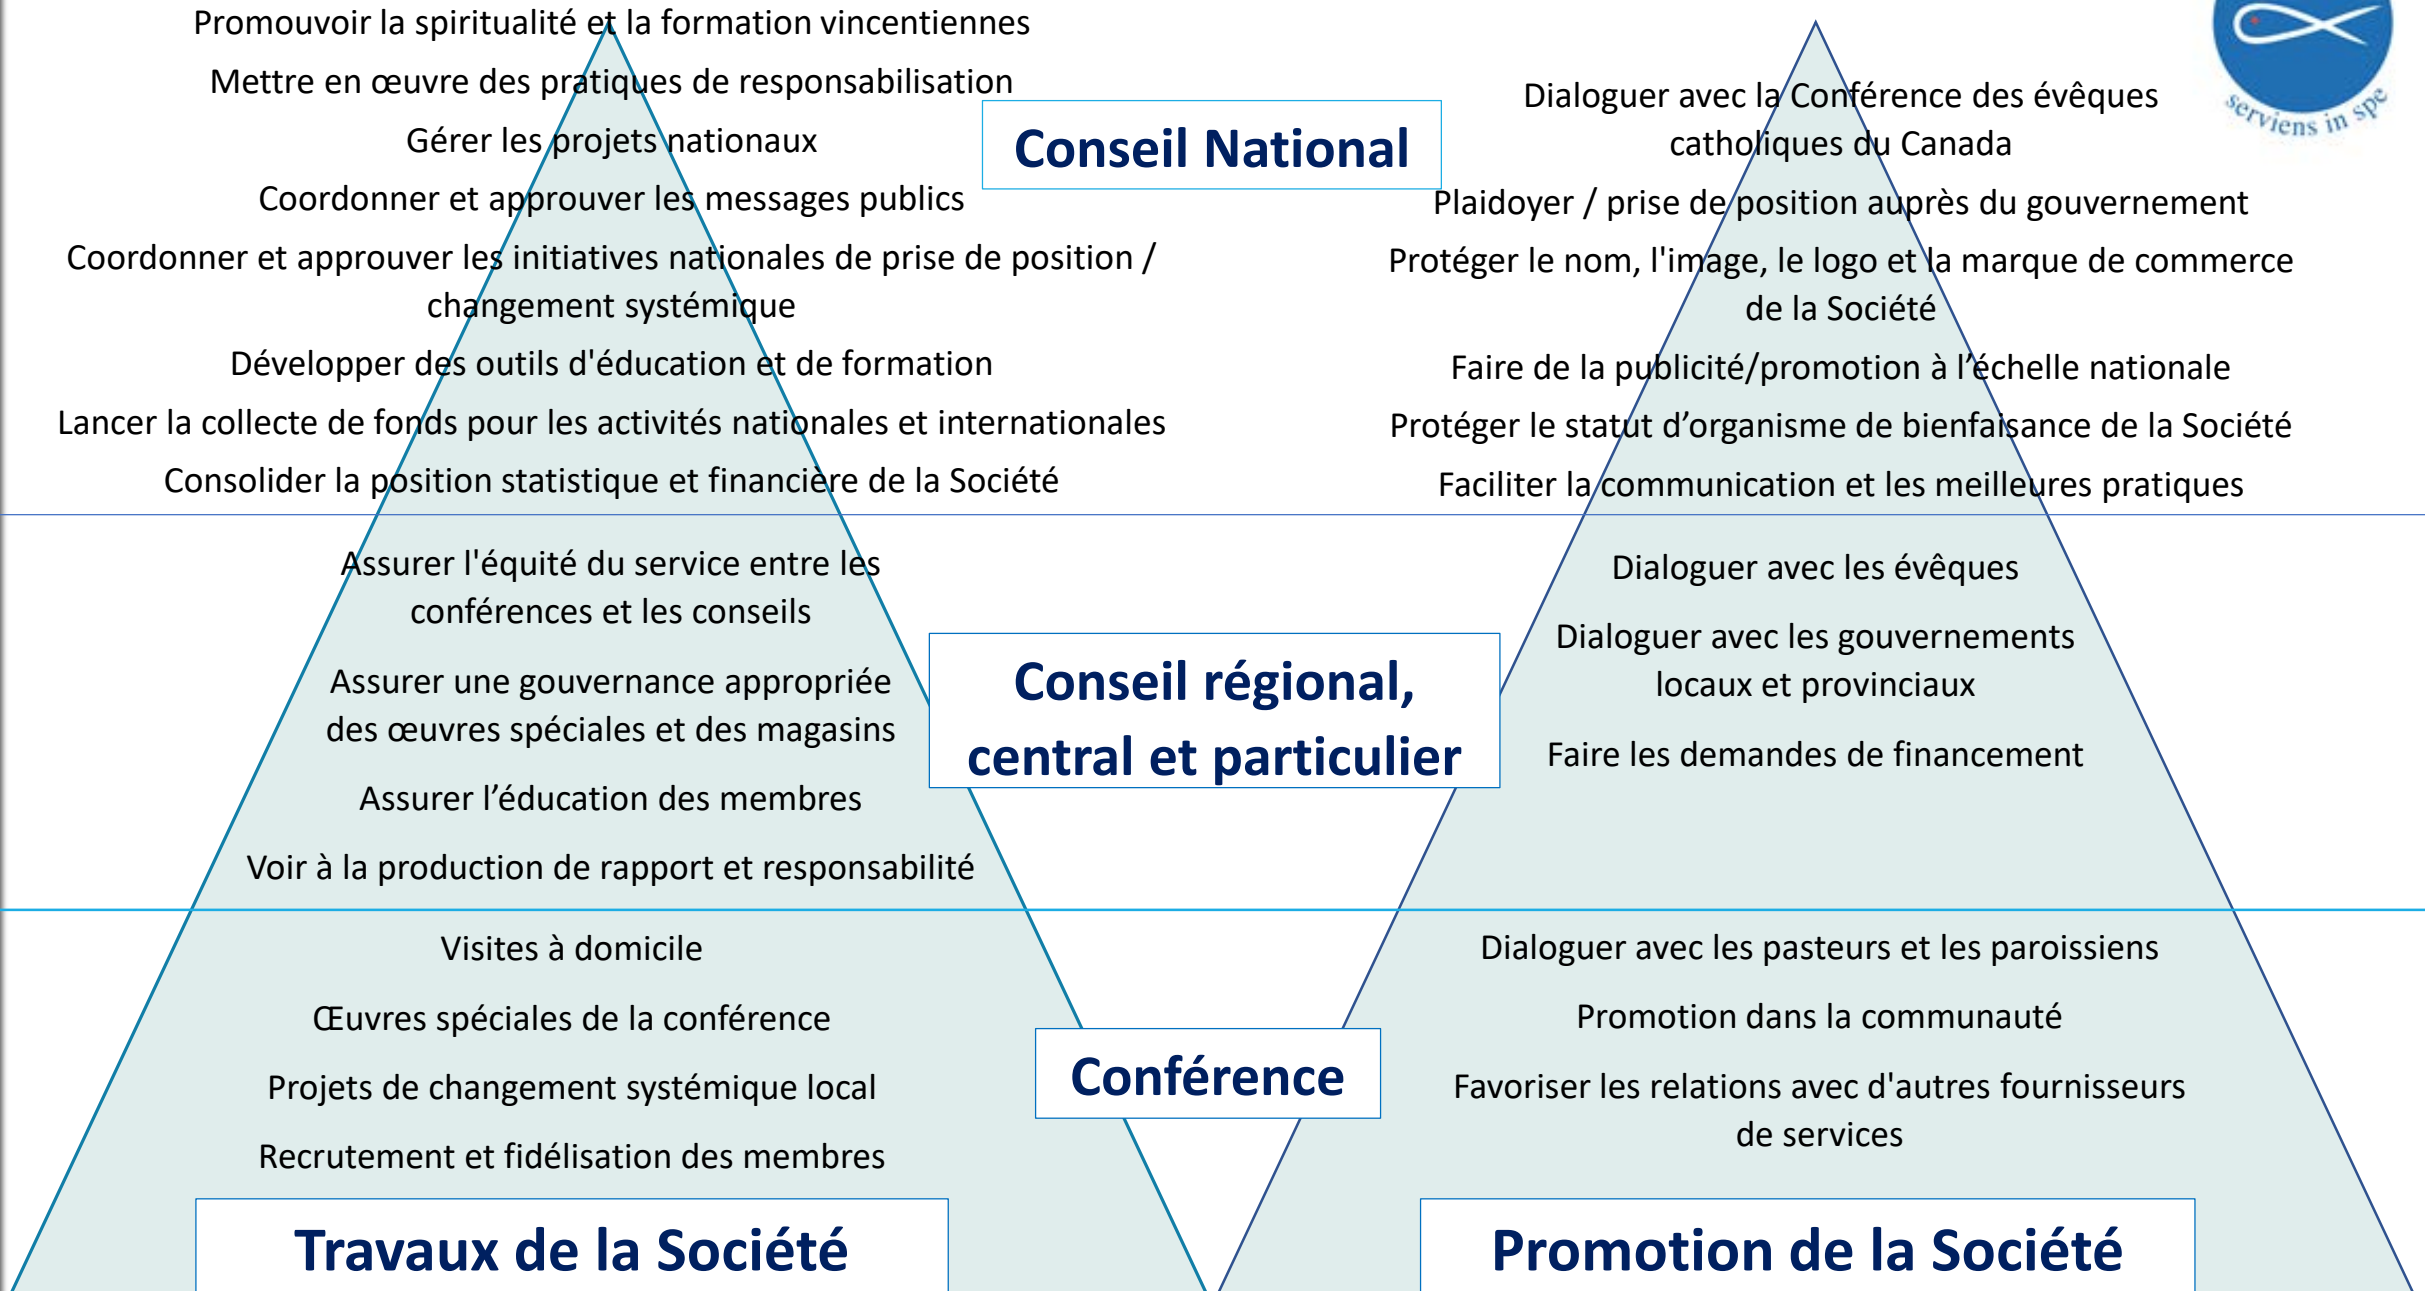 Promouvoir la spiritualité et la formation vincentiennes
Mettre en œuvre des pratiques de responsabilisation
Gérer les projets nationaux
Coordonner et approuver les messages publics
Coordonner et approuver les initiatives nationales de prise de position /
changement systémique
Développer des outils d'éducation et de formation
Lancer la collecte de fonds pour les activités nationales et internationales
Consolider la position statistique et financière de la Société
Conseil National
Dialoguer avec la Conférence des évêques
catholiques du Canada
Plaidoyer / prise de position auprès du gouvernement
Protéger le nom, l'image, le logo et la marque de commerce
de la Société
Faire de la publicité/promotion à l’échelle nationale
Protéger le statut d’organisme de bienfaisance de la Société
Faciliter la communication et les meilleures pratiques
serviens in spe
Assurer l'équité du service entre les
conférences et les conseils
Assurer une gouvernance appropriée
des œuvres spéciales et des magasins
Assurer l’éducation des membres
Voir à la production de rapport et responsabilité
Conseil régional,
central et particulier
Dialoguer avec les évêques
Dialoguer avec les gouvernements
locaux et provinciaux
Faire les demandes de financement
Visites à domicile
Œuvres spéciales de la conférence
Projets de changement systémique local
Recrutement et fidélisation des membres
Conférence
Dialoguer avec les pasteurs et les paroissiens
Promotion dans la communauté
Favoriser les relations avec d'autres fournisseurs
de services
Travaux de la Société
Promotion de la Société